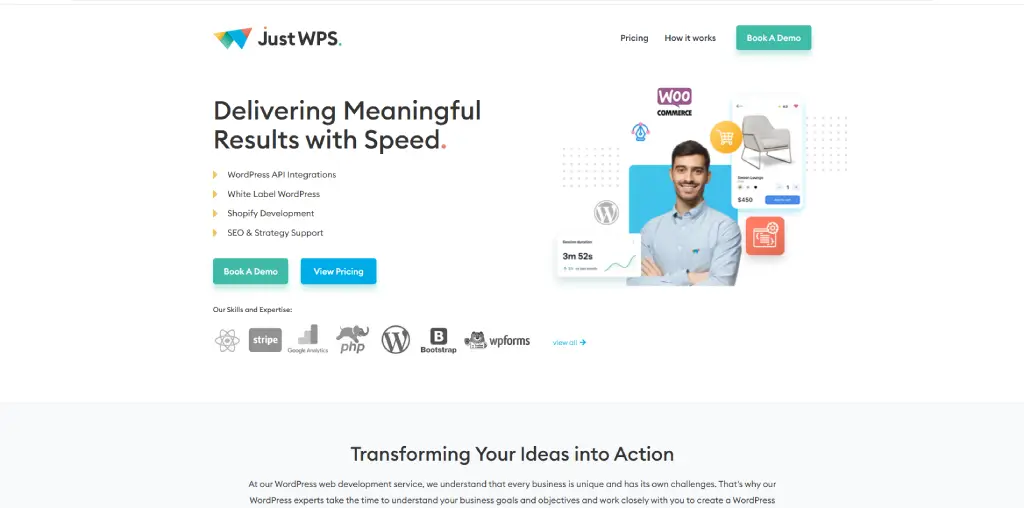 JustWPS.
Pricing
How it works
Book A Demo
Delivering Meaningful
Results with Speed.
WordPress API Integrations
White Label WordPress
Shopify Development
SEO & Strategy Support
Book A Demo
View Pricing
WOO
COMMERCE
$450
1
Session duration
3m 52s
Our Skills and Expertise:
stripe
Google Analytics
php
B
Bootstrap
wpforms
view all
Transforming Your Ideas into Action
At our WordPress web development service, we understand that every business is unique and has its own challenges. That's why our
WordPress experts take the time to understand your business goals and objectives and work closely with you to create a WordPress